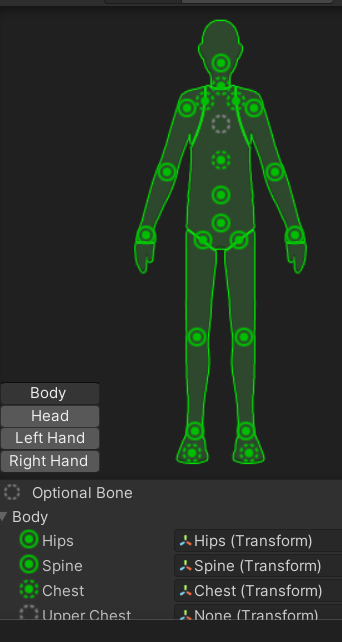 Body
Head
Left Hand
Right Hand
Optional Bone
Body
Hips Hips (Transform)
Spine Spine (Transform)
Chest Chest (Transform)
Upper Chest None (Transform)